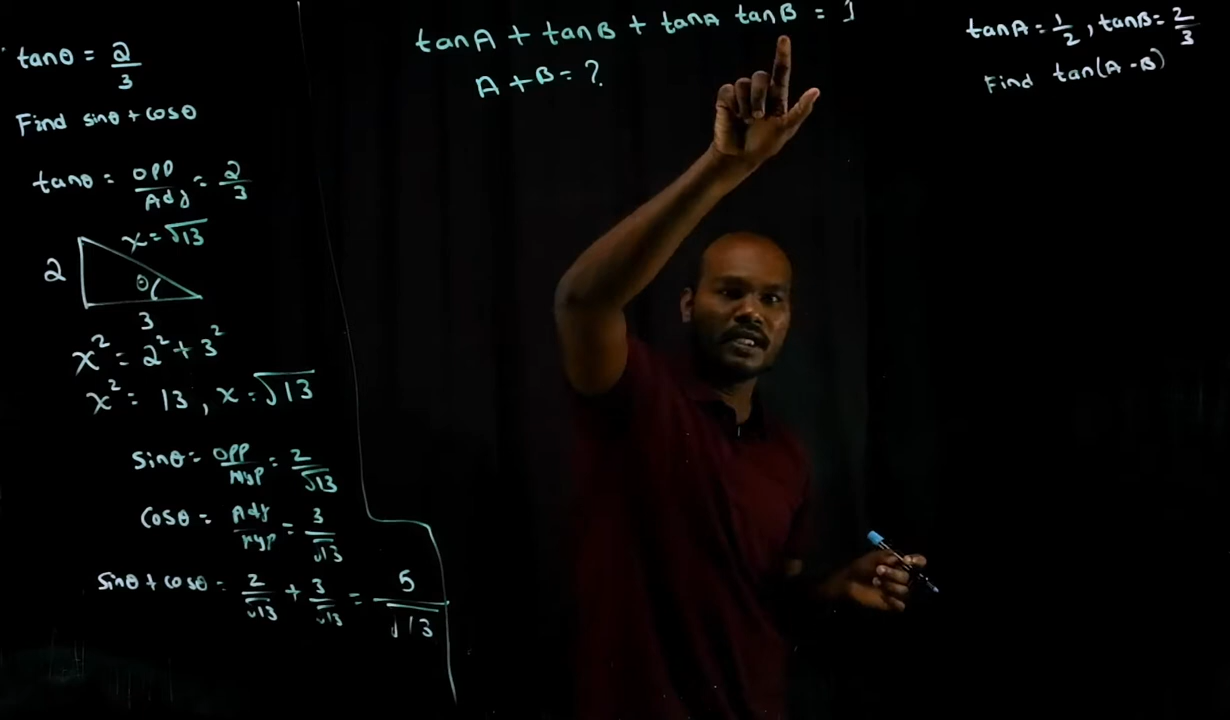 tanθ = 2/3
Find sinθ + cosθ
tanθ = OPP/Adj = 2/3
x = √13
2
θ
3
x² = 2² + 3²
x² = 13, x = √13
sinθ = OPP/Hyp = 2/√13
cosθ = Adj/Hyp = 3/√13
sinθ + cosθ = 2/√13 + 3/√13 = 5/√13
tanA + tanB + tanA tanB = 1
A + B = ?
tanA = 1/2, tanB = 2/3
Find tan(A - B)